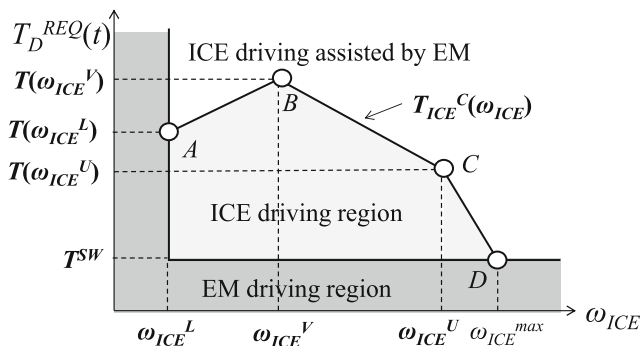 T_D^REQ(t)
ICE driving assisted by EM
T(ω_ICE^V)
B
T_ICE^C(ω_ICE)
T(ω_ICE^L)
A
T(ω_ICE^U)
C
ICE driving region
T^SW
D
EM driving region
ω_ICE
ω_ICE^L ω_ICE^V ω_ICE^U ω_ICE^max